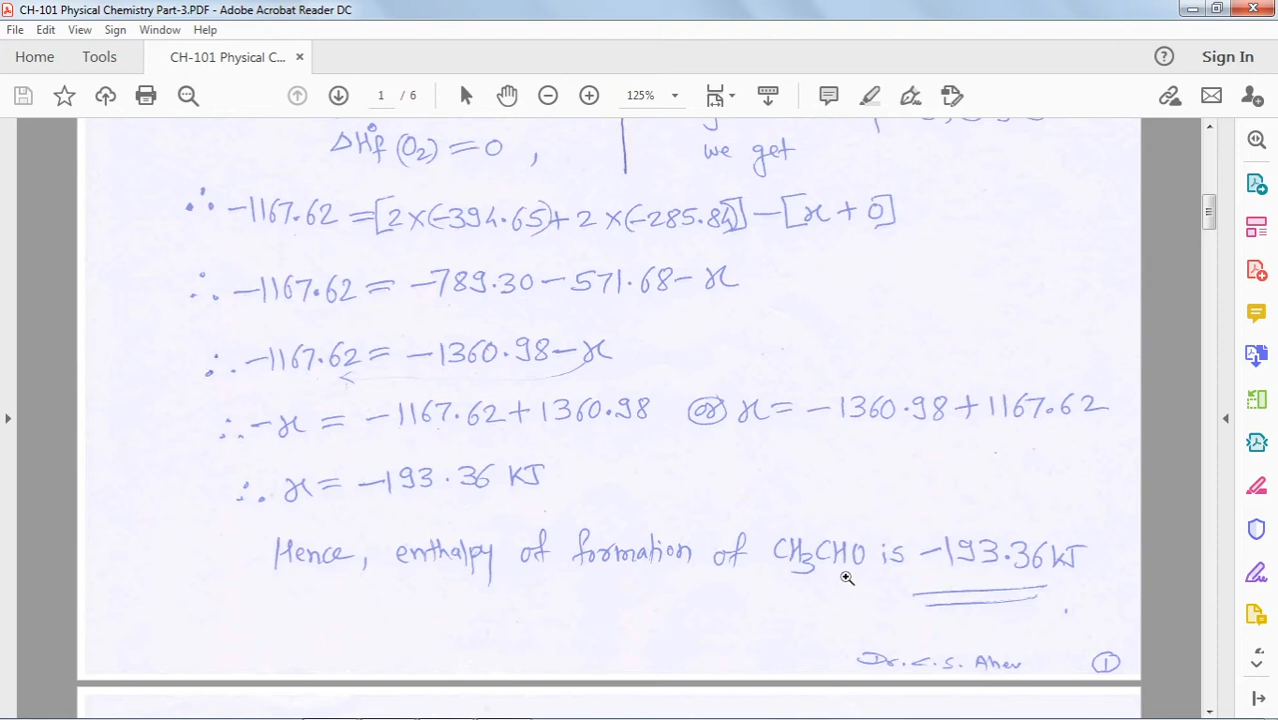 CH-101 Physical Chemistry Part-3.PDF - Adobe Acrobat Reader DC
File Edit View Sign Window Help
Home Tools CH-101 Physical C... × Sign In
1 / 6 125%
ΔH°f (O₂) = 0 ,
we get
∴ -1167.62 = [2×(-394.65)+2×(-285.84)] - [x + 0]
∴ -1167.62 = -789.30 - 571.68 - x
∴ -1167.62 = -1360.98 - x
∴ -x = -1167.62 + 1360.98 or x = -1360.98 + 1167.62
∴ x = -193.36 KJ
Hence, enthalpy of formation of CH₃CHO is -193.36 KJ
Dr. C. S. Aher 1